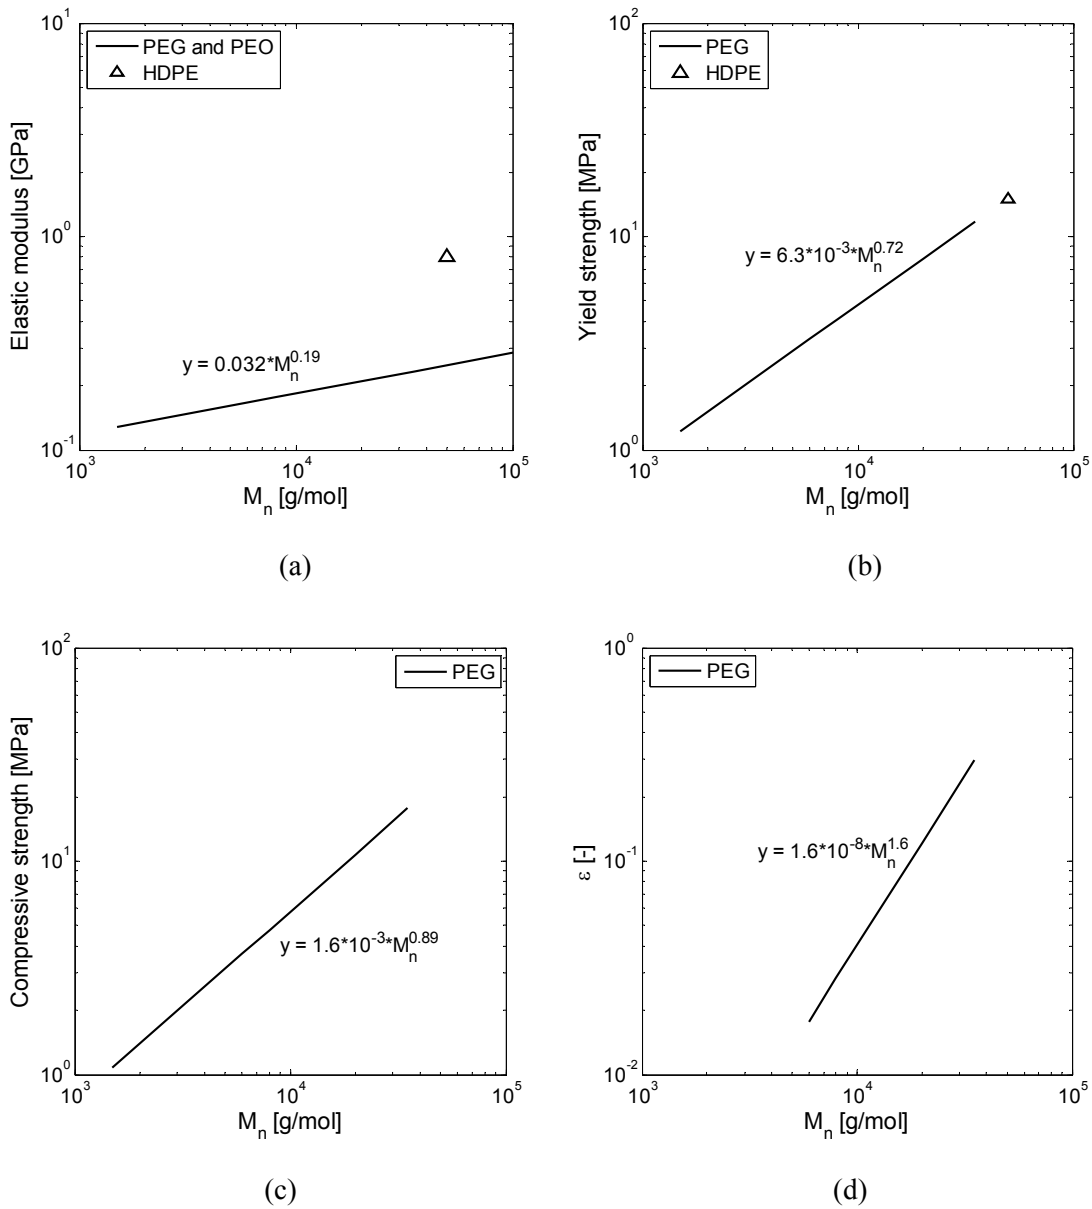 10^1
PEG and PEO
HDPE
Elastic modulus [GPa]
10^0
y = 0.032*M_n^0.19
10^-1
10^3
10^4
10^5
M_n [g/mol]
(a)
10^2
PEG
HDPE
Yield strength [MPa]
10^1
y = 6.3*10^-3*M_n^0.72
10^0
10^3
10^4
10^5
M_n [g/mol]
(b)
10^2
PEG
Compressive strength [MPa]
10^1
y = 1.6*10^-3*M_n^0.89
10^0
10^3
10^4
10^5
M_n [g/mol]
(c)
10^0
PEG
ε [-]
10^-1
y = 1.6*10^-8*M_n^1.6
10^-2
10^3
10^4
10^5
M_n [g/mol]
(d)